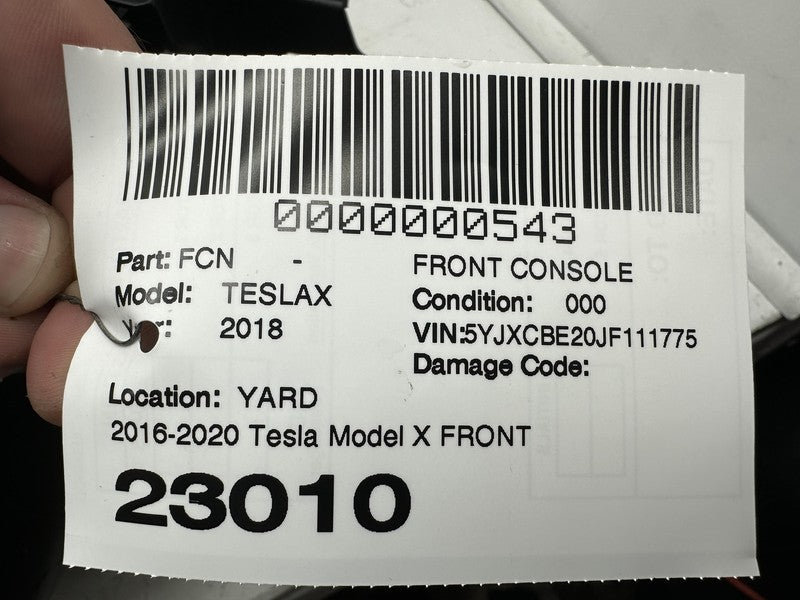 0000000543
Part: FCN - FRONT CONSOLE
Model: TESLAX Condition: 000
2018 VIN:5YJXCBE20JF111775
Damage Code:
Location: YARD
2016-2020 Tesla Model X FRONT
23010